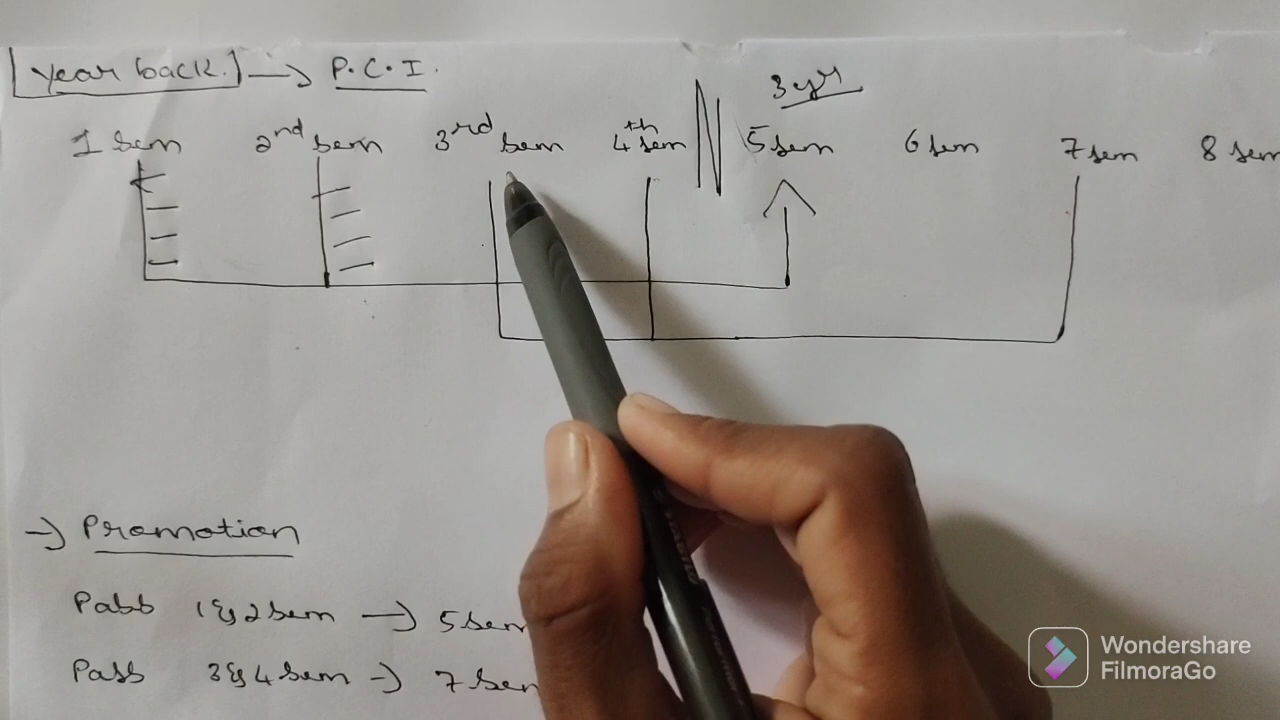 Year back. → P.C.I.
3 yr
1 Sem 2nd Sem 3rd Sem 4th Sem 5 Sem 6 Sem 7 Sem 8 Sem
→ Promotion
Pass 1 & 2 Sem → 5 Sem
Pass 3 & 4 Sem → 7 Sem
Wondershare
FilmoraGo